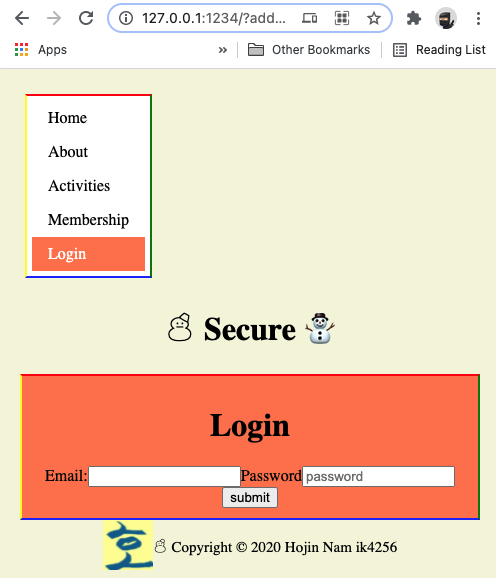 127.0.0.1:1234/?add...
Apps » Other Bookmarks Reading List
Home
About
Activities
Membership
Login
☃ Secure ⛄
Login
Email: Password password
submit
호 ☃ Copyright © 2020 Hojin Nam ik4256